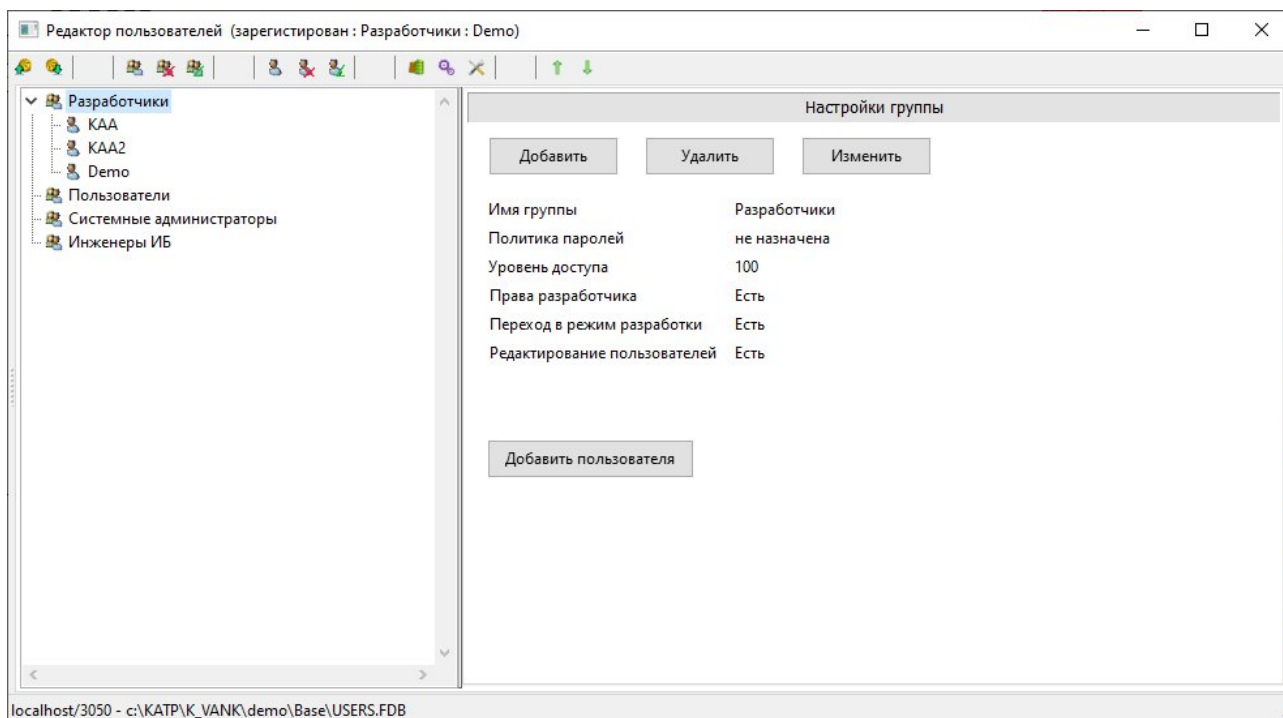 Редактор пользователей (зарегистирован : Разработчики : Demo)
Разработчики
KAA
KAA2
Demo
Пользователи
Системные администраторы
Инженеры ИБ
Настройки группы
Добавить Удалить Изменить
Имя группы Разработчики
Политика паролей не назначена
Уровень доступа 100
Права разработчика Есть
Переход в режим разработки Есть
Редактирование пользователей Есть
Добавить пользователя
localhost/3050 - c:\KATP\K_VANK\demo\Base\USERS.FDB